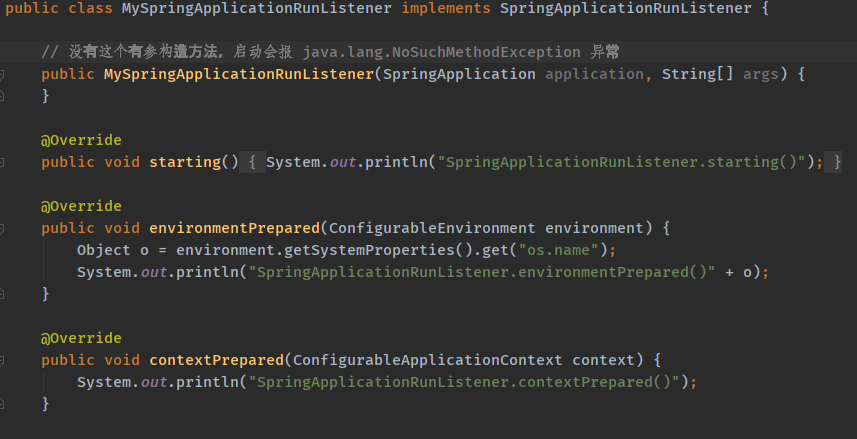 public class MySpringApplicationRunListener implements SpringApplicationRunListener {
// 没有这个有参构造方法，启动会报 java.lang.NoSuchMethodException 异常
public MySpringApplicationRunListener(SpringApplication application, String[] args) {
}
@Override
public void starting() { System.out.println("SpringApplicationRunListener.starting()"); }
@Override
public void environmentPrepared(ConfigurableEnvironment environment) {
Object o = environment.getSystemProperties().get("os.name");
System.out.println("SpringApplicationRunListener.environmentPrepared()" + o);
}
@Override
public void contextPrepared(ConfigurableApplicationContext context) {
System.out.println("SpringApplicationRunListener.contextPrepared()");
}